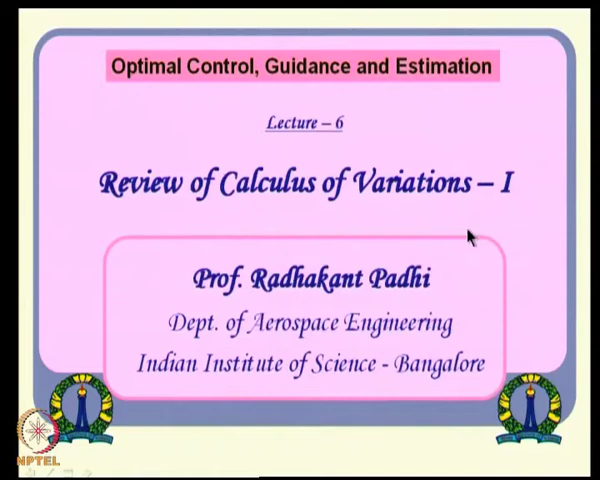 Optimal Control, Guidance and Estimation
Lecture – 6
Review of Calculus of Variations – I
Prof. Radhakant Padhi
Dept. of Aerospace Engineering
Indian Institute of Science - Bangalore
NPTEL